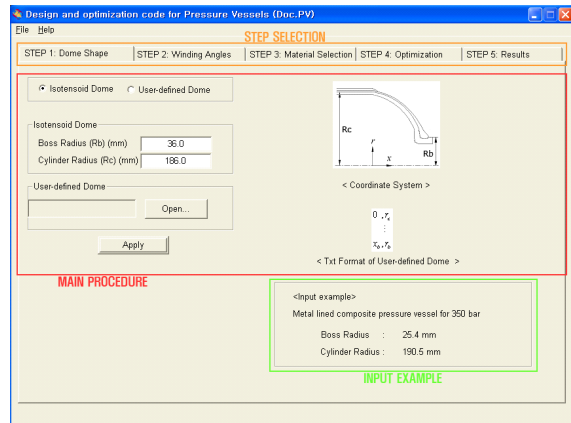 Design and optimization code for Pressure Vessels (Doc.PV)
File Help
STEP SELECTION
STEP 1: Dome Shape STEP 2: Winding Angles STEP 3: Material Selection STEP 4: Optimization STEP 5: Results
Isotensoid Dome User-defined Dome
Isotensoid Dome
Boss Radius (Rb) (mm) 36.0
Cylinder Radius (Rc) (mm) 186.0
User-defined Dome
Open...
Apply
Rc
r
Rb
x
< Coordinate System >
0 ,rc
⋮
xb,rb
< Txt Format of User-defined Dome >
MAIN PROCEDURE
<Input example>
Metal lined composite pressure vessel for 350 bar
Boss Radius : 25.4 mm
Cylinder Radius : 190.5 mm
INPUT EXAMPLE